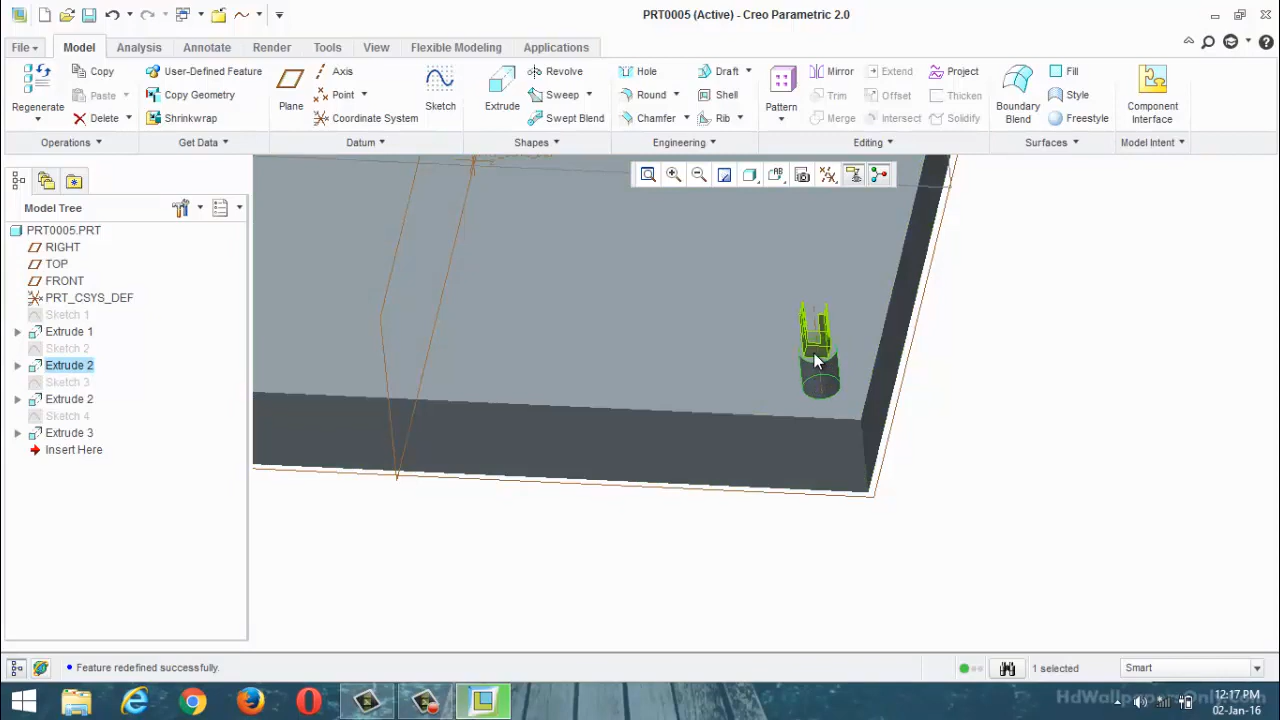 PRT0005 (Active) - Creo Parametric 2.0
File
Model
Analysis
Annotate
Render
Tools
View
Flexible Modeling
Applications
Regenerate
Copy
Paste
Delete
User-Defined Feature
Copy Geometry
Shrinkwrap
Plane
Axis
Point
Coordinate System
Sketch
Extrude
Revolve
Sweep
Swept Blend
Hole
Round
Chamfer
Draft
Shell
Rib
Pattern
Mirror
Trim
Merge
Extend
Offset
Intersect
Project
Thicken
Solidify
Boundary
Blend
Fill
Style
Freestyle
Component
Interface
Operations
Get Data
Datum
Shapes
Engineering
Editing
Surfaces
Model Intent
Model Tree
PRT0005.PRT
RIGHT
TOP
FRONT
PRT_CSYS_DEF
Sketch 1
Extrude 1
Sketch 2
Extrude 2
Sketch 3
Extrude 2
Sketch 4
Extrude 3
Insert Here
Feature redefined successfully.
1 selected
Smart
HdWallpapersOnly.com
12:17 PM
02-Jan-16